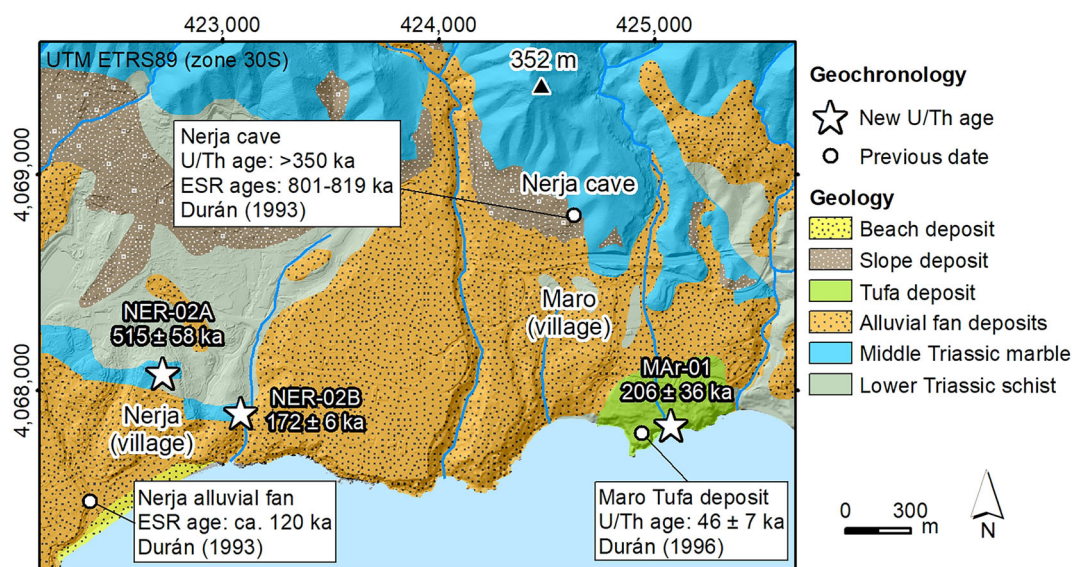 423,000
424,000
425,000
UTM ETRS89 (zone 30S)
352 m
4,069,000
4,068,000
Nerja cave
U/Th age: >350 ka
ESR ages: 801-819 ka
Durán (1993)
Nerja cave
NER-02A
515 ± 58 ka
Maro
(village)
NER-02B
172 ± 6 ka
MAr-01
206 ± 36 ka
Nerja
(village)
Nerja alluvial fan
ESR age: ca. 120 ka
Durán (1993)
Maro Tufa deposit
U/Th age: 46 ± 7 ka
Durán (1996)
Geochronology
New U/Th age
Previous date
Geology
Beach deposit
Slope deposit
Tufa deposit
Alluvial fan deposits
Middle Triassic marble
Lower Triassic schist
0
300
m
N